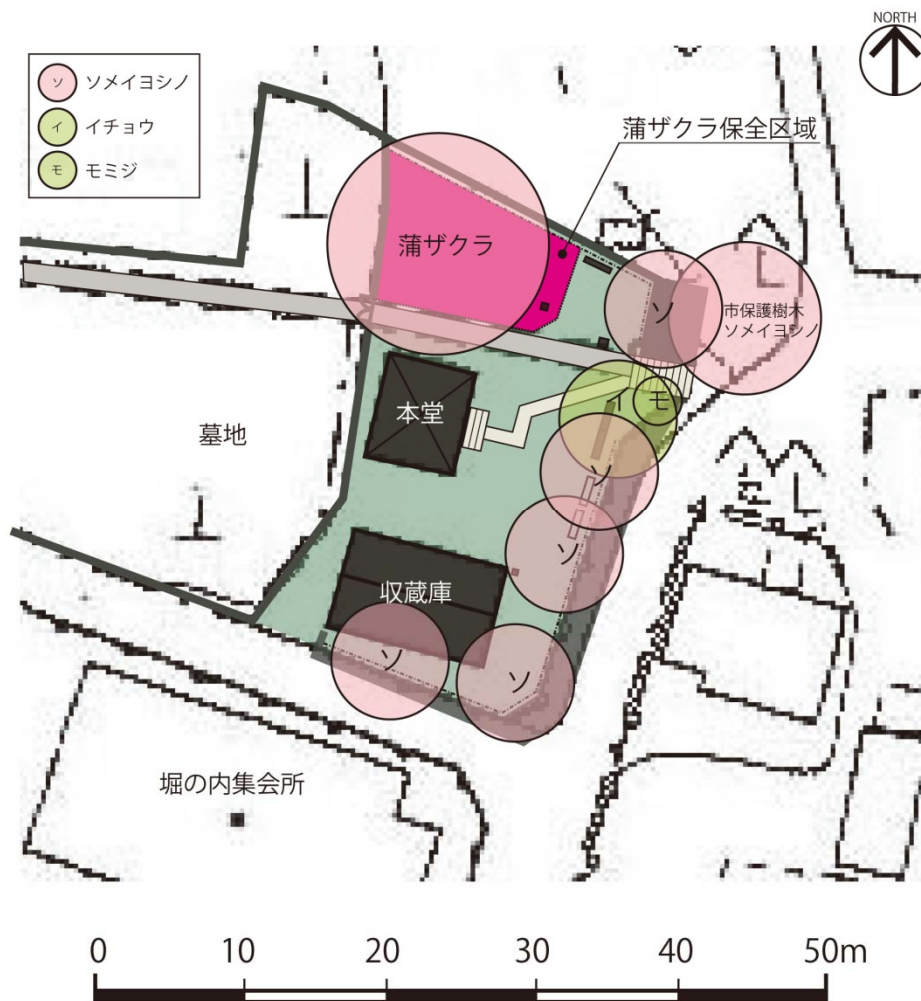 NORTH
ソ ソメイヨシノ
イ イチョウ
モ モミジ
蒲ザクラ保全区域
蒲ザクラ
ソ
市保護樹木
ソメイヨシノ
イ
モ
本堂
墓地
ソ
ソ
収蔵庫
ソ
ソ
堀の内集会所
0 10 20 30 40 50m